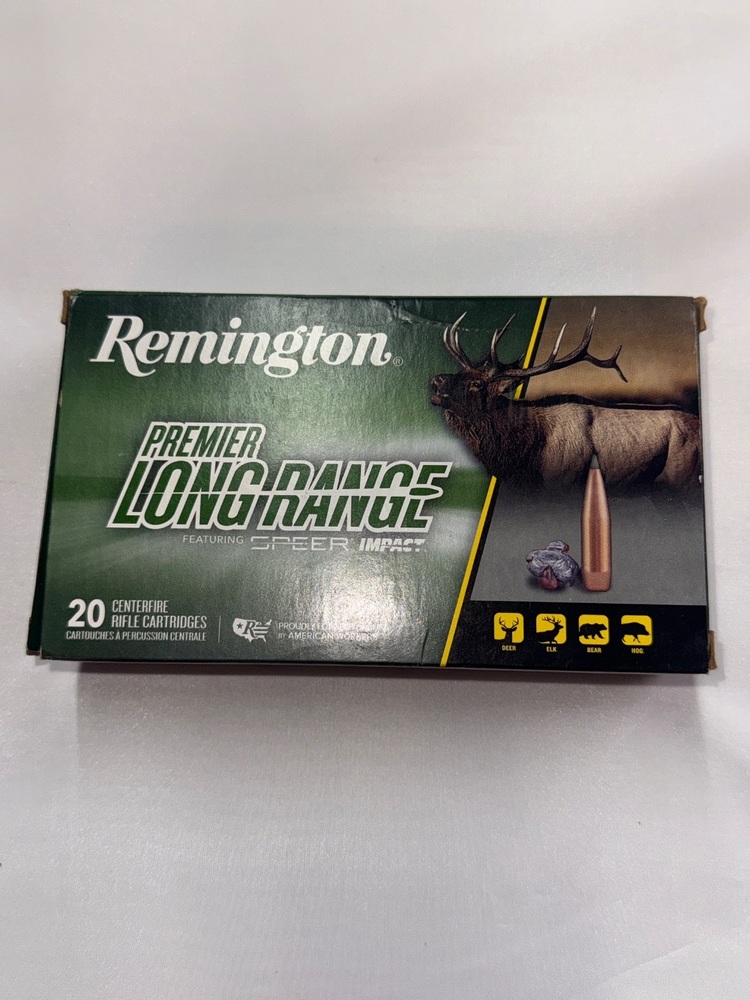 Remington®
PREMIER
LONG RANGE
FEATURING SPEER® IMPACT
20 CENTERFIRE
RIFLE CARTRIDGES
CARTOUCHES À PERCUSSION CENTRALE
R
PROUDLY
BY AMERICAN WORKERS
DEER ELK BEAR HOG